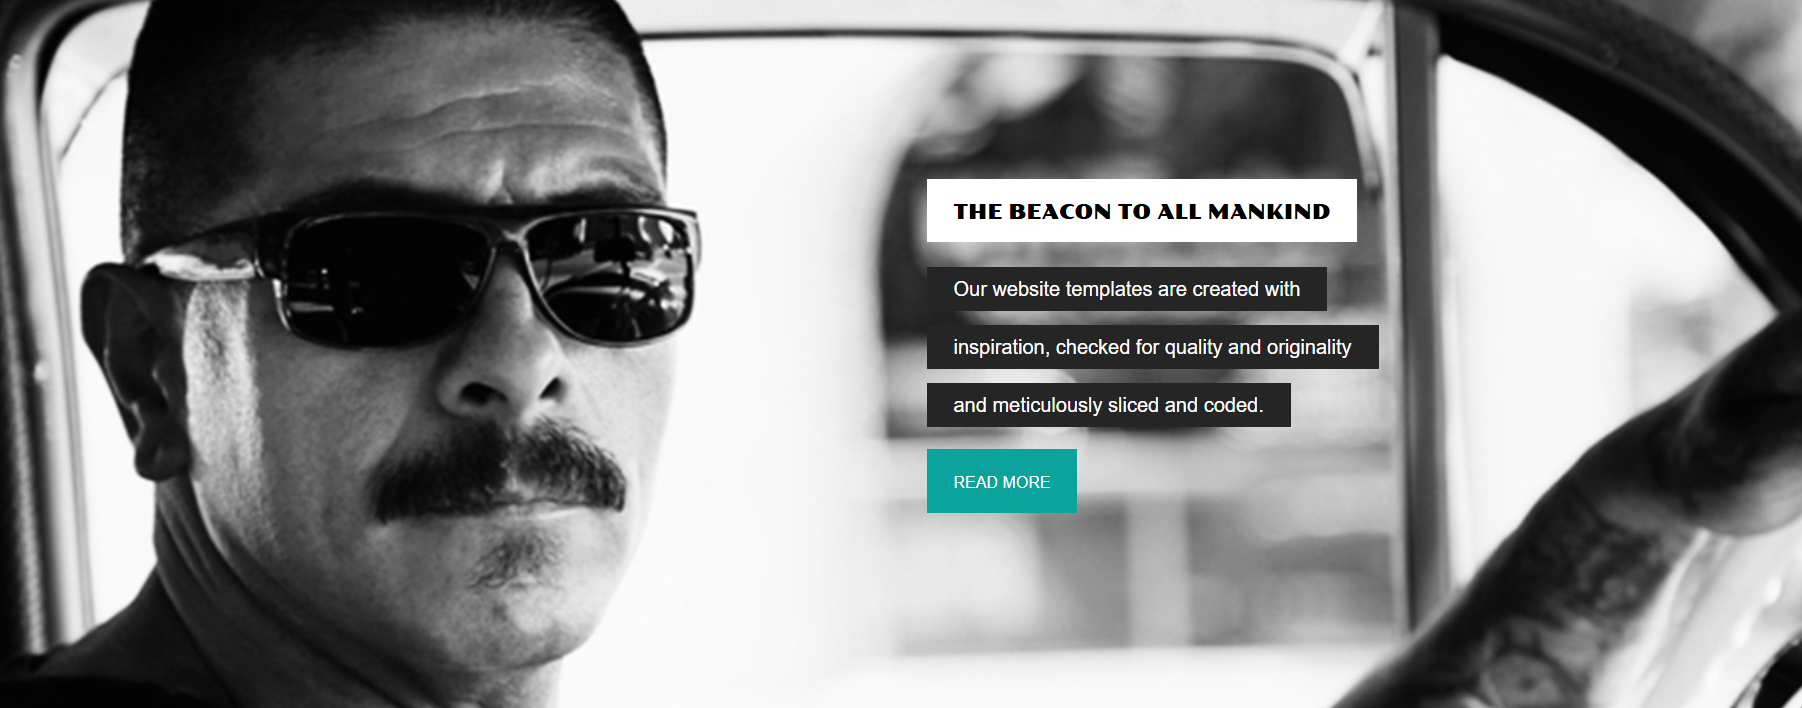 THE BEACON TO ALL MANKIND
Our website templates are created with
inspiration, checked for quality and originality
and meticulously sliced and coded.
READ MORE